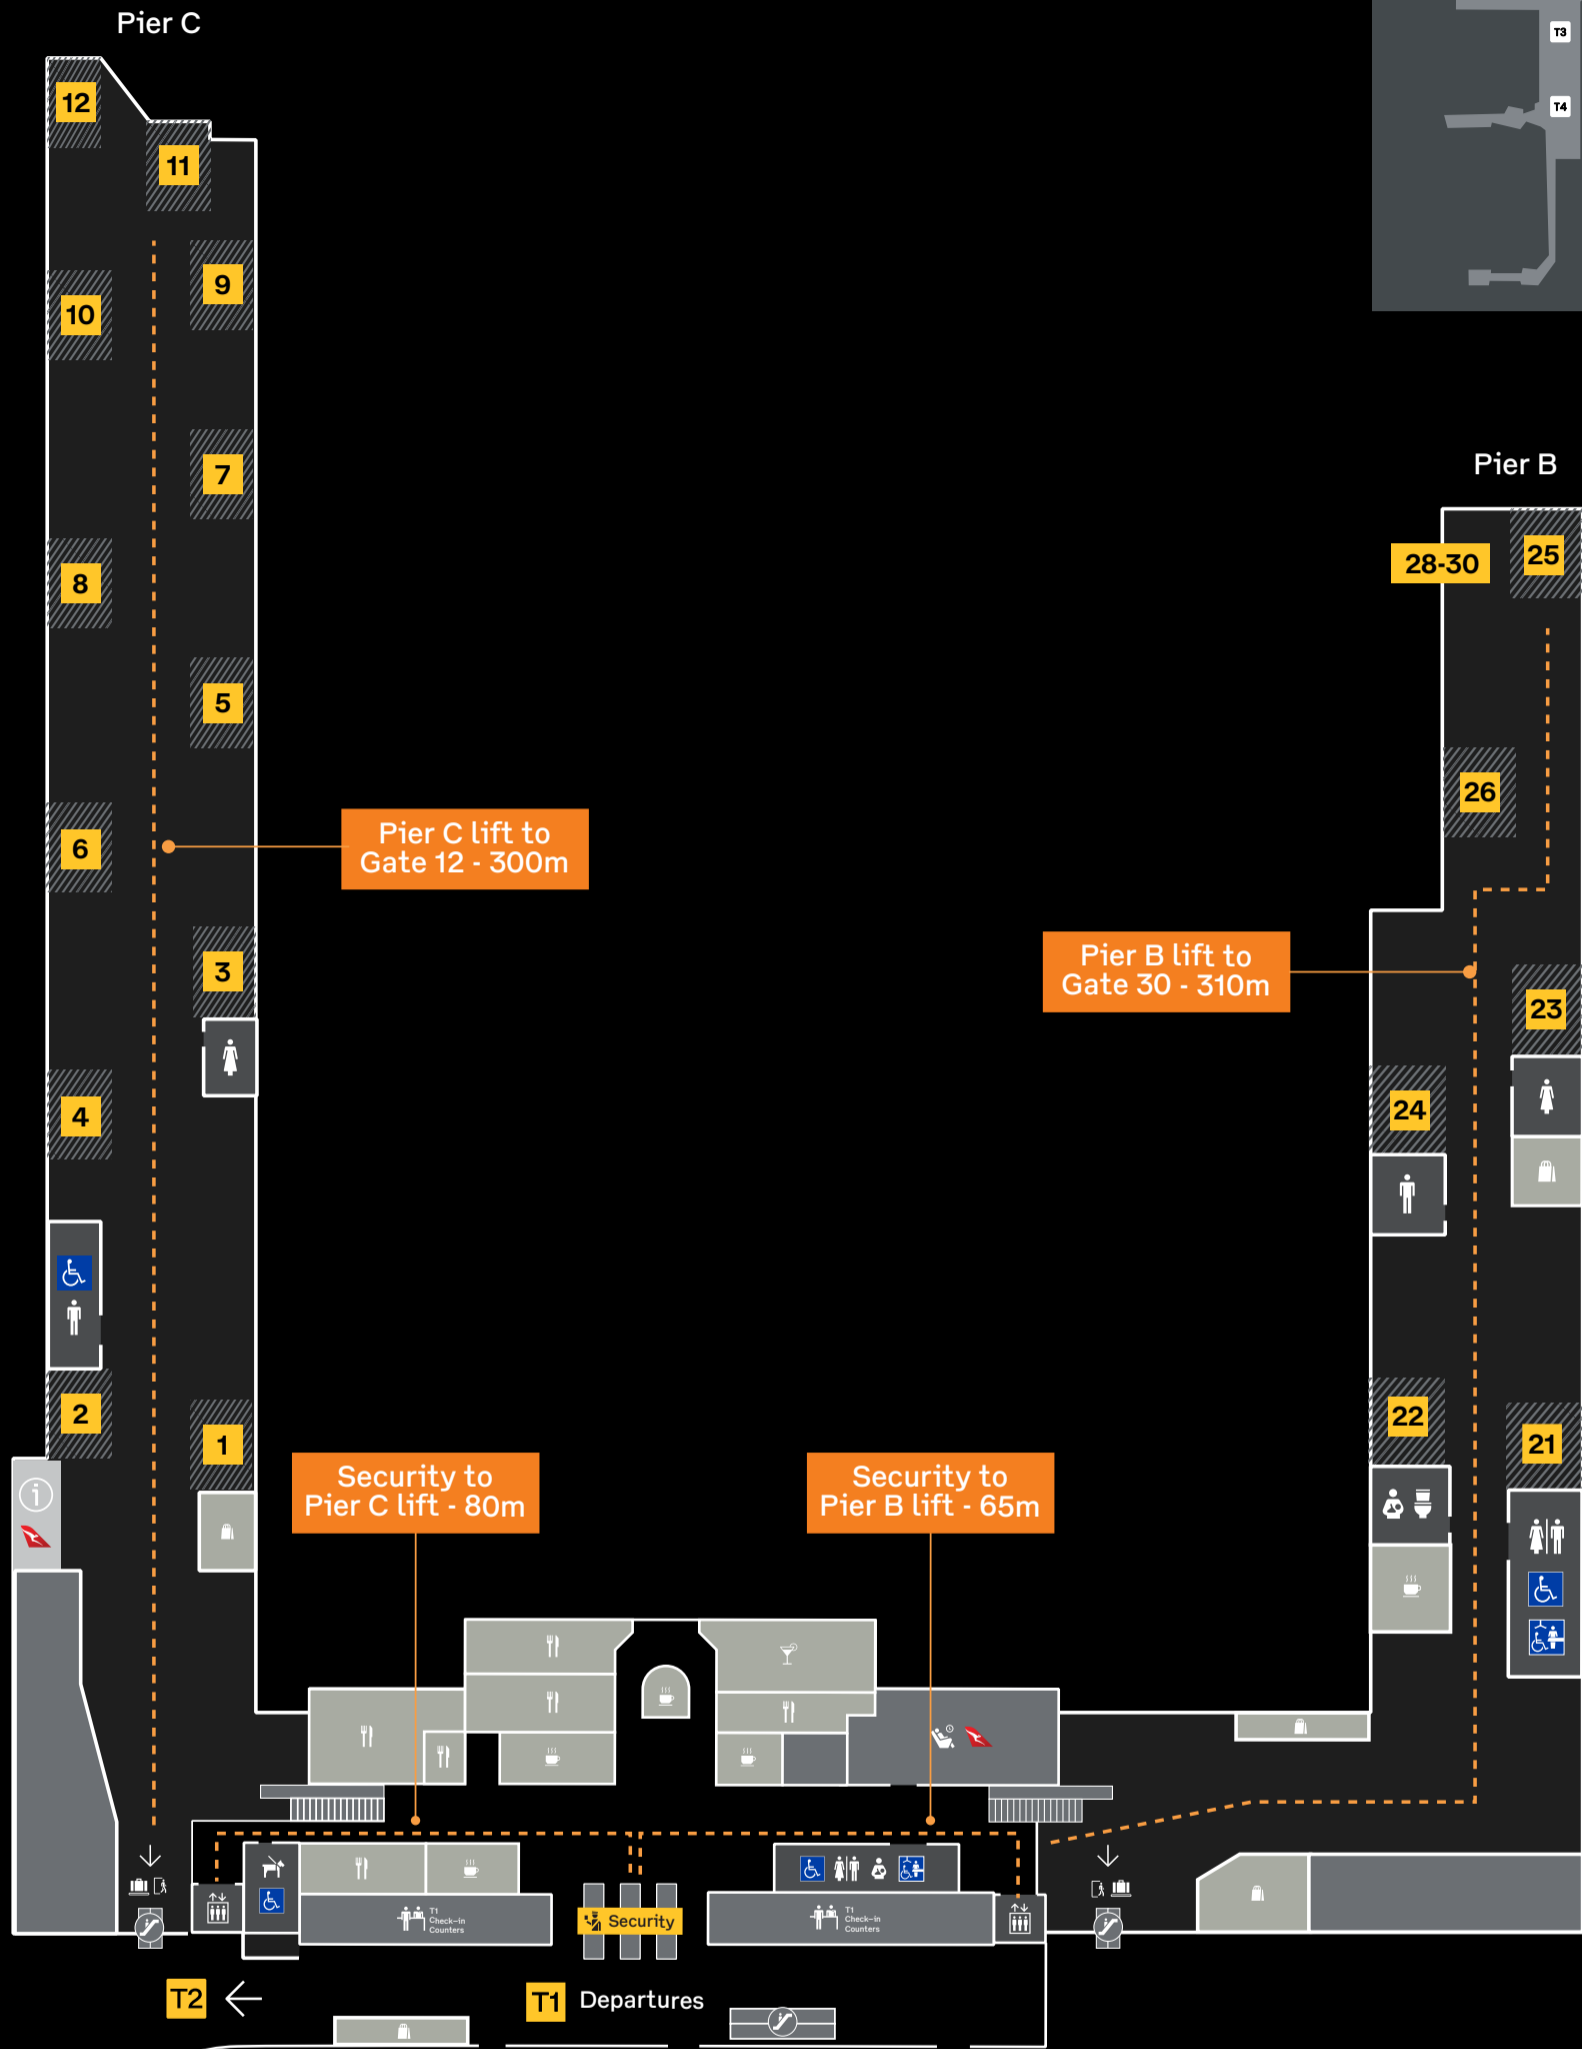 Pier C
T3
T4
12
11
9
10
7
Pier B
25
28-30
8
5
26
Pier C lift to
Gate 12 - 300m
6
Pier B lift to
Gate 30 - 310m
3
23
4
24
2
1
22
21
Security to
Pier C lift - 80m
Security to
Pier B lift - 65m
T1
Check-in
Counters
Security
T1
Check-in
Counters
T2
T1 Departures